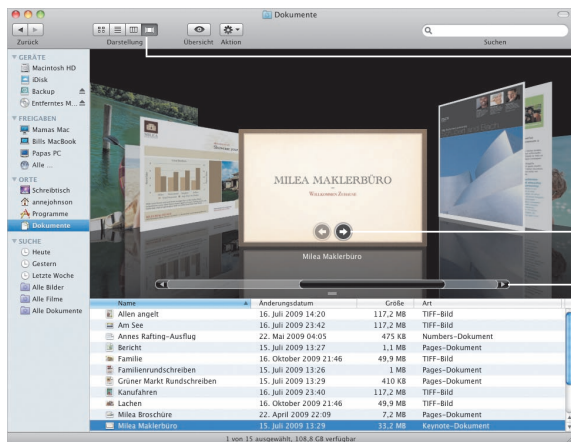 Dokumente
Zurück
Darstellung
Übersicht
Aktion
Suchen
GERÄTE
Macintosh HD
iDisk
Backup
Entferntes M...
FREIGABEN
Mamas Mac
Bills MacBook
Papas PC
Alle ...
ORTE
Schreibtisch
annejohnson
Programme
Dokumente
SUCHE
Heute
Gestern
Letzte Woche
Alle Bilder
Alle Filme
Alle Dokumente
MILEA MAKLERBÜRO
WILLKOMMEN ZUHAUSE
Milea Maklerbüro
Name Änderungsdatum Größe Art
Allen angelt 16. Juli 2009 14:20 117,2 MB TIFF-Bild
Am See 16. Juli 2009 23:42 117,2 MB TIFF-Bild
Annes Rafting-Ausflug 22. Mai 2009 04:05 475 KB Numbers-Dokument
Bericht 15. Juli 2009 13:27 1,1 MB Pages-Dokument
Familie 16. Oktober 2009 21:46 49,9 MB TIFF-Bild
Familienrundschreiben 15. Juli 2009 13:26 1 MB Pages-Dokument
Grüner Markt Rundschreiben 15. Juli 2009 13:29 410 KB Pages-Dokument
Kanufahren 16. Juli 2009 23:40 117,2 MB TIFF-Bild
Lachen 16. Oktober 2009 21:46 49,9 MB TIFF-Bild
Milea Broschüre 22. April 2009 22:09 7,2 MB Pages-Dokument
Milea Maklerbüro 15. Juli 2009 13:29 33,2 MB Keynote-Dokument
1 von 15 ausgewählt, 108,8 GB verfügbar